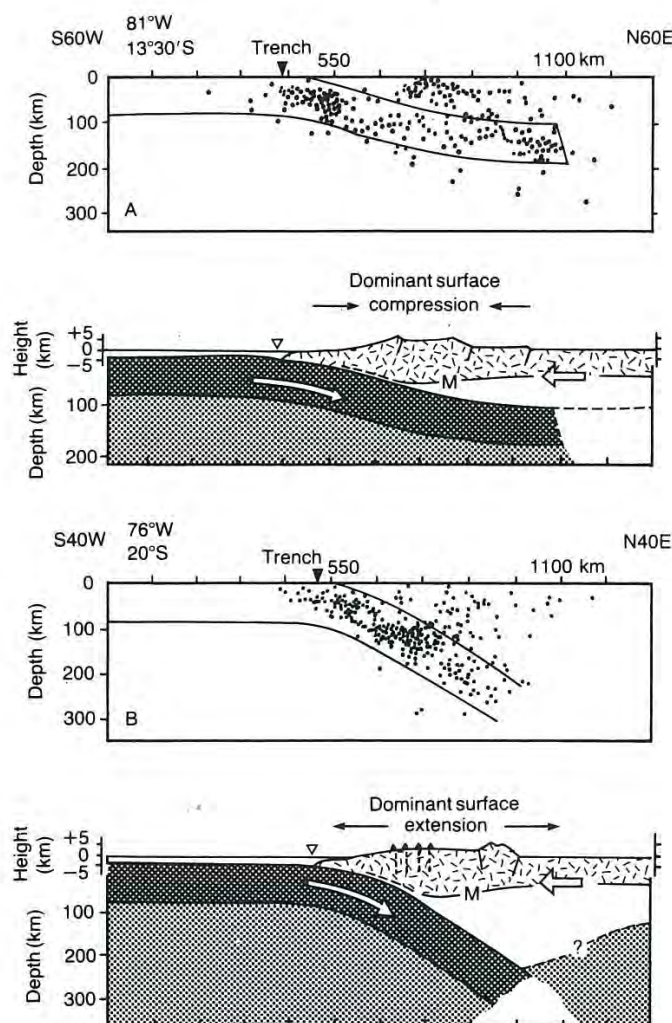 81°W
S60W 13°30'S N60E
Trench 550 1100 km
0
100
200
300
Depth (km)
A
Dominant surface
compression
+5
0
-5
Height
(km)
M
100
200
Depth (km)
76°W
S40W 20°S N40E
Trench 550 1100 km
0
100
200
300
Depth (km)
B
Dominant surface
extension
+5
0
-5
Height
(km)
M
100
200
300
Depth (km)
?